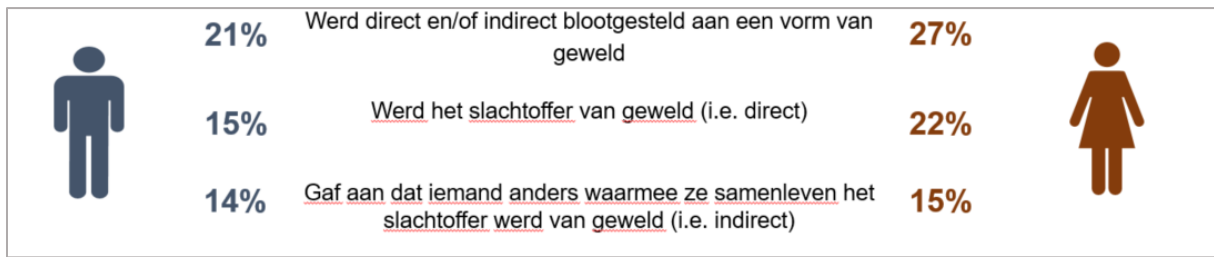 21% Werd direct en/of indirect blootgesteld aan een vorm van 27%
geweld
15% Werd het slachtoffer van geweld (i.e. direct) 22%
14% Gaf aan dat iemand anders waarmee ze samenleven het 15%
slachtoffer werd van geweld (i.e. indirect)